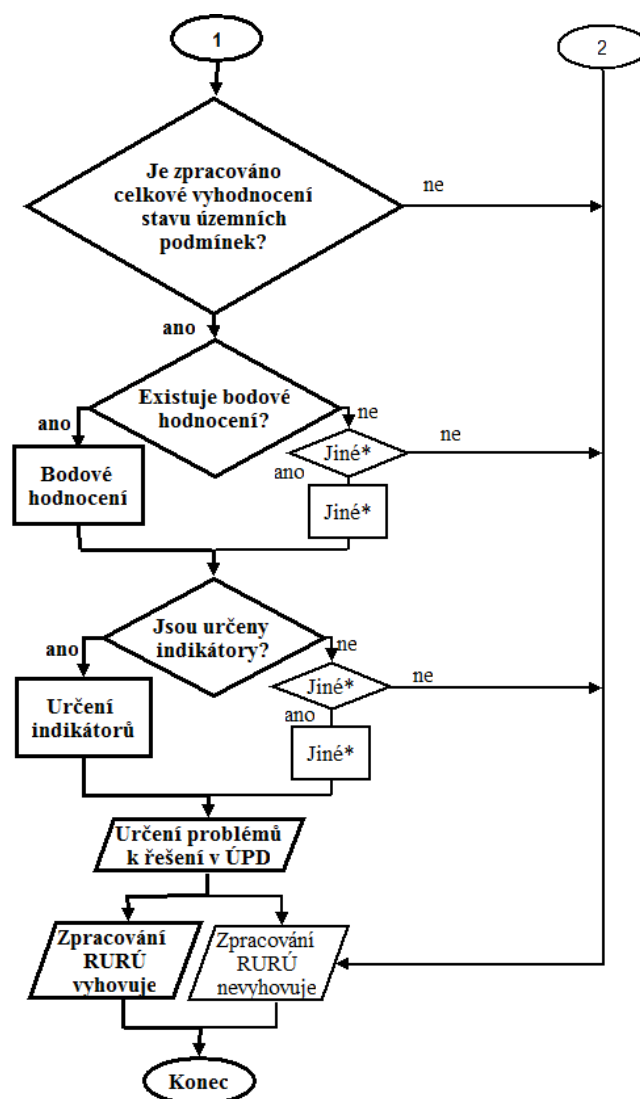 1
2
Je zpracováno
celkové vyhodnocení
stavu územních
podmínek?
ne
ano
Existuje bodové
hodnocení?
ano
ne
Bodové
hodnocení
Jiné*
ne
ano
Jiné*
Jsou určeny
indikátory?
ano
ne
Určení
indikátorů
Jiné*
ne
ano
Jiné*
Určení problémů
k řešení v ÚPD
Zpracování
RURÚ
vyhovuje
Zpracování
RURÚ
nevyhovuje
Konec